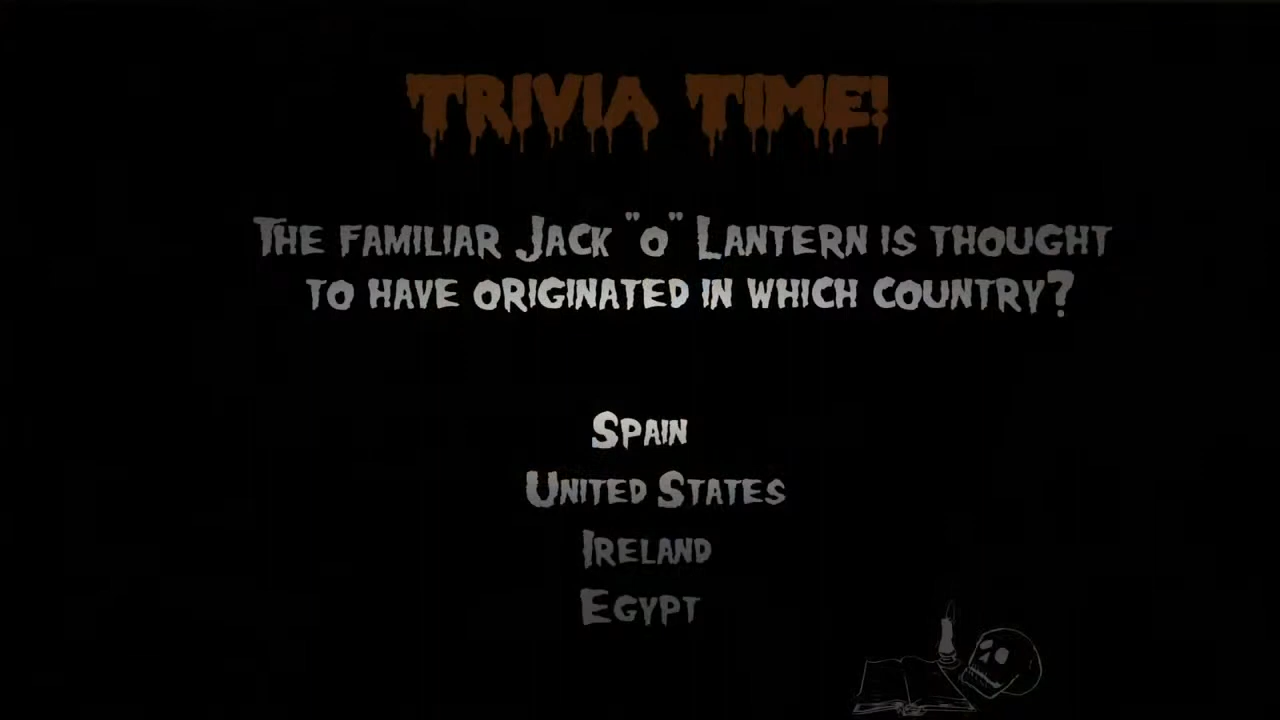 Trivia Time!
The familiar Jack "o" Lantern is thought
to have originated in which country?
Spain
United States
Ireland
Egypt